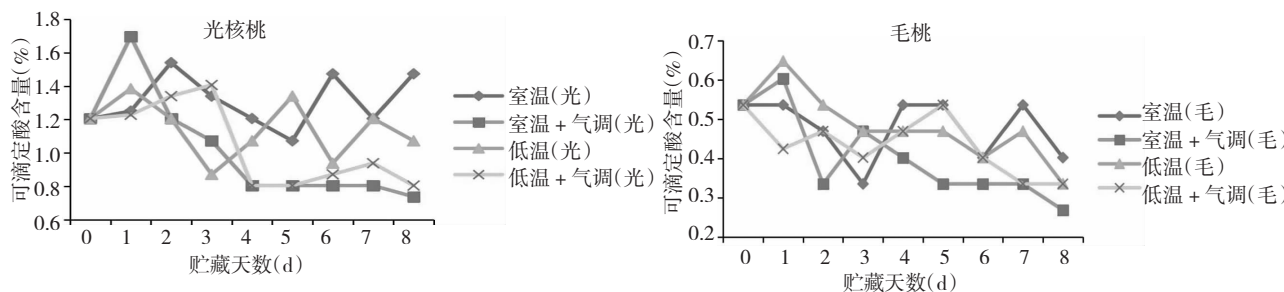 光核桃
可滴定酸含量(%)
1.8
1.6
1.4
1.2
1.0
0.8
0.6
0 1 2 3 4 5 6 7 8
贮藏天数(d)
室温(光)
室温+气调(光)
低温(光)
低温+气调(光)
毛桃
可滴定酸含量(%)
0.7
0.6
0.5
0.4
0.3
0.2
0 1 2 3 4 5 6 7 8
贮藏天数(d)
室温(毛)
室温+气调(毛)
低温(毛)
低温+气调(毛)